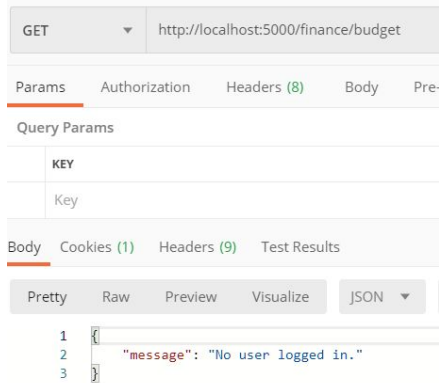 GET http://localhost:5000/finance/budget
Params Authorization Headers (8) Body Pre-
Query Params
KEY
Key
Body Cookies (1) Headers (9) Test Results
Pretty Raw Preview Visualize JSON
1 {
2 "message": "No user logged in."
3 }